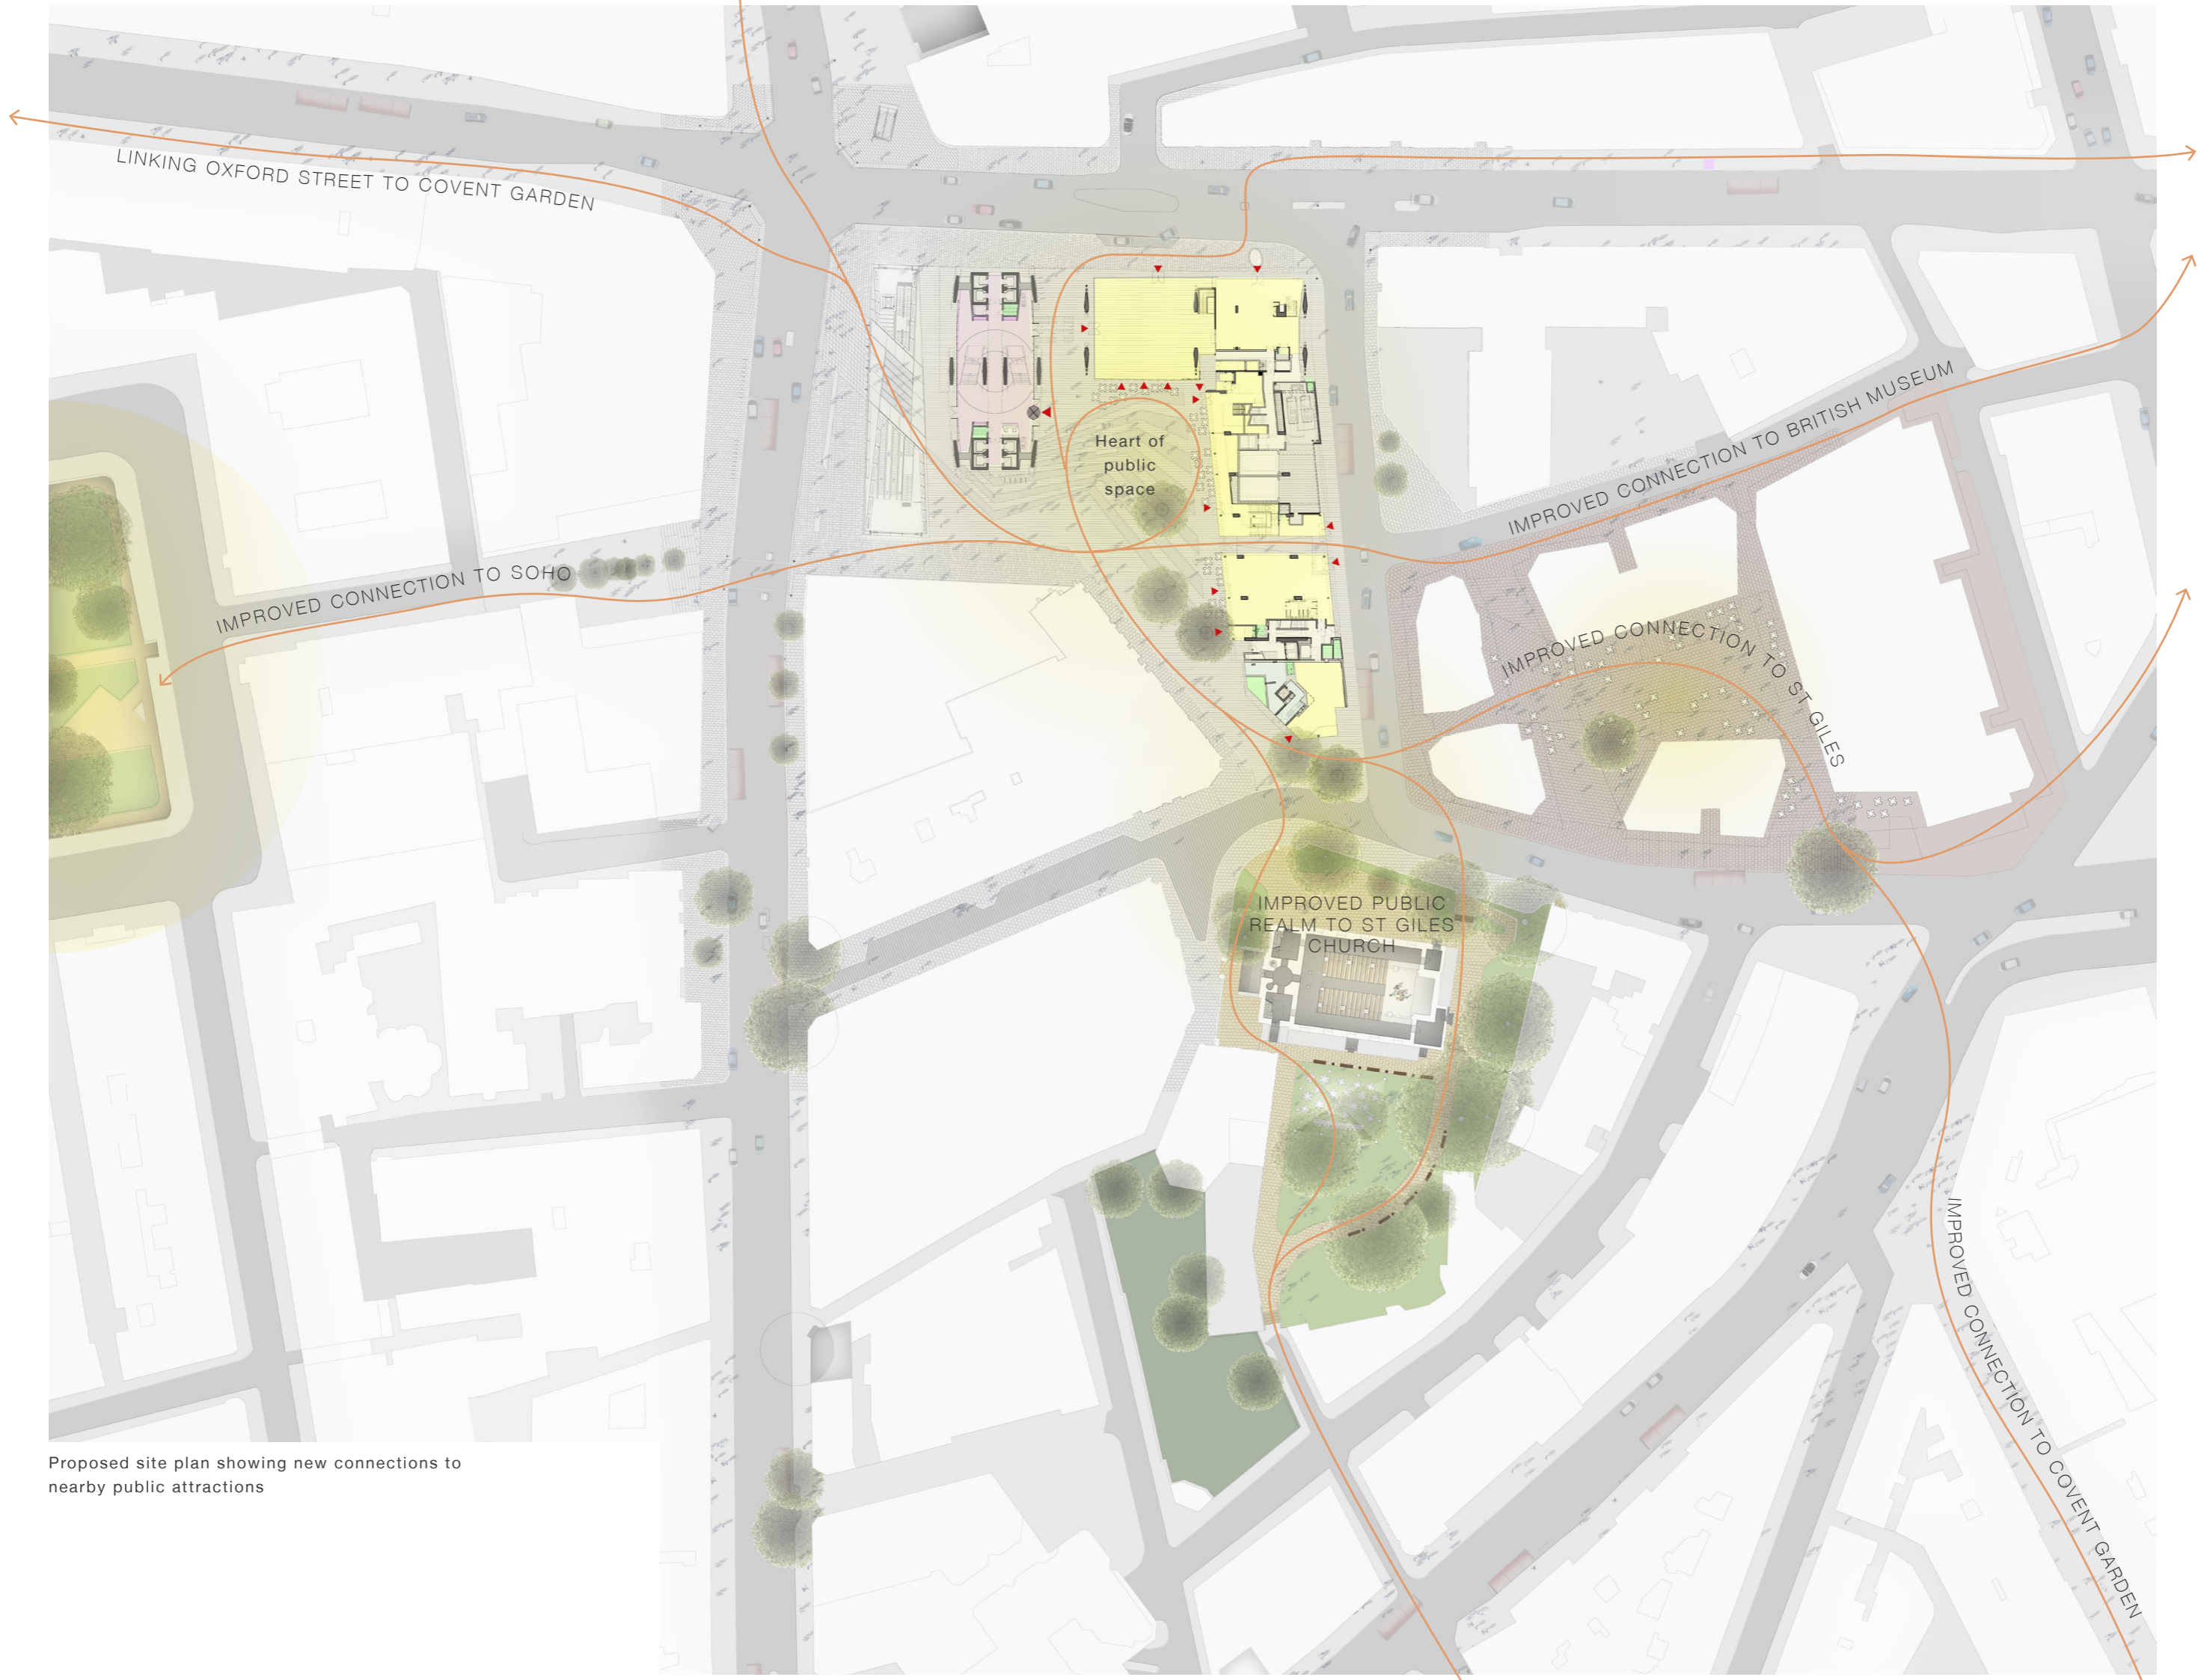 LINKING OXFORD STREET TO COVENT GARDEN
IMPROVED CONNECTION TO BRITISH MUSEUM
Heart of
public
space
IMPROVED CONNECTION TO SOHO
IMPROVED CONNECTION TO ST GILES
IMPROVED PUBLIC
REALM TO ST GILES
CHURCH
IMPROVED CONNECTION TO COVENT GARDEN
Proposed site plan showing new connections to
nearby public attractions